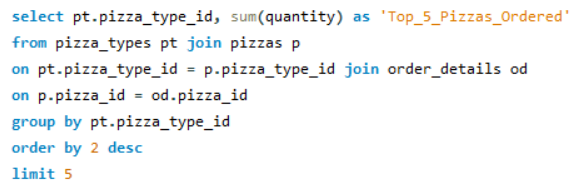 select pt.pizza_type_id, sum(quantity) as 'Top_5_Pizzas_Ordered'
from pizza_types pt join pizzas p
on pt.pizza_type_id = p.pizza_type_id join order_details od
on p.pizza_id = od.pizza_id
group by pt.pizza_type_id
order by 2 desc
limit 5